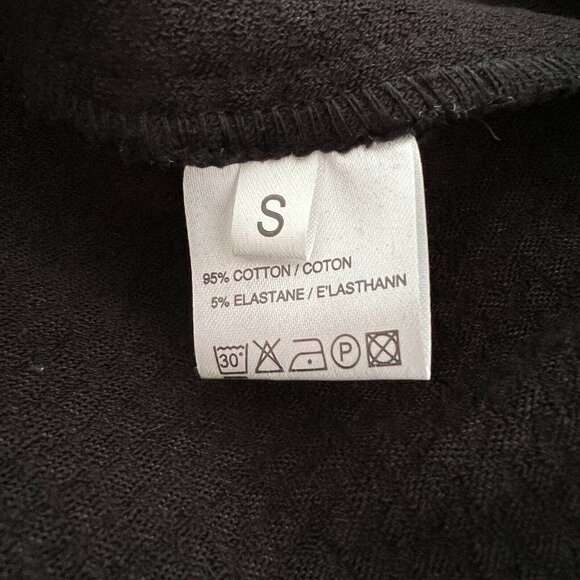 S
95% COTTON / COTON
5% ELASTANE / E'LASTHANN
30°
P